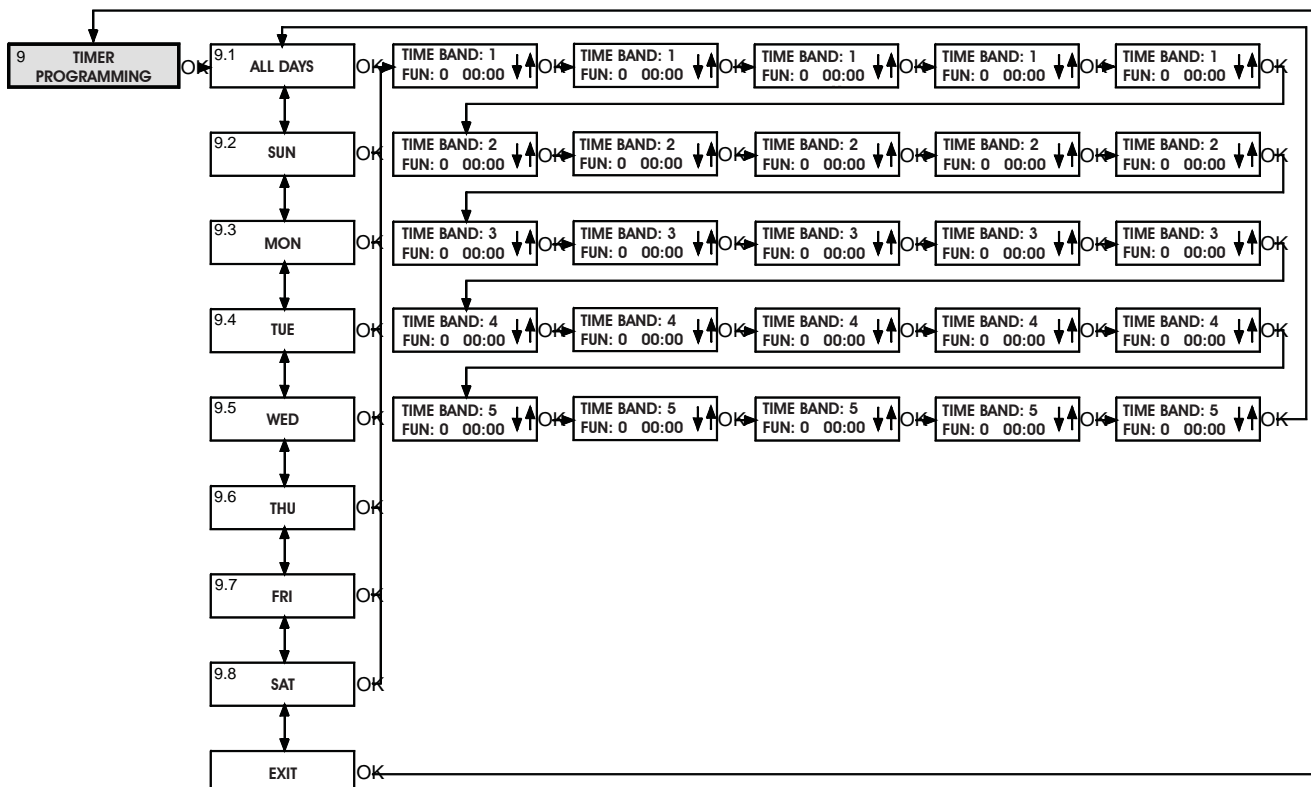 9 TIMER
PROGRAMMING
OK
9.1
ALL DAYS
OK
TIME BAND: 1
FUN: 0 00:00
OK
TIME BAND: 1
FUN: 0 00:00
OK
TIME BAND: 1
FUN: 0 00:00
OK
TIME BAND: 1
FUN: 0 00:00
OK
TIME BAND: 1
FUN: 0 00:00
OK
9.2
SUN
OK
TIME BAND: 2
FUN: 0 00:00
OK
TIME BAND: 2
FUN: 0 00:00
OK
TIME BAND: 2
FUN: 0 00:00
OK
TIME BAND: 2
FUN: 0 00:00
OK
TIME BAND: 2
FUN: 0 00:00
OK
9.3
MON
OK
TIME BAND: 3
FUN: 0 00:00
OK
TIME BAND: 3
FUN: 0 00:00
OK
TIME BAND: 3
FUN: 0 00:00
OK
TIME BAND: 3
FUN: 0 00:00
OK
TIME BAND: 3
FUN: 0 00:00
OK
9.4
TUE
OK
TIME BAND: 4
FUN: 0 00:00
OK
TIME BAND: 4
FUN: 0 00:00
OK
TIME BAND: 4
FUN: 0 00:00
OK
TIME BAND: 4
FUN: 0 00:00
OK
TIME BAND: 4
FUN: 0 00:00
OK
9.5
WED
OK
TIME BAND: 5
FUN: 0 00:00
OK
TIME BAND: 5
FUN: 0 00:00
OK
TIME BAND: 5
FUN: 0 00:00
OK
TIME BAND: 5
FUN: 0 00:00
OK
TIME BAND: 5
FUN: 0 00:00
OK
9.6
THU
OK
9.7
FRI
OK
9.8
SAT
OK
EXIT
OK